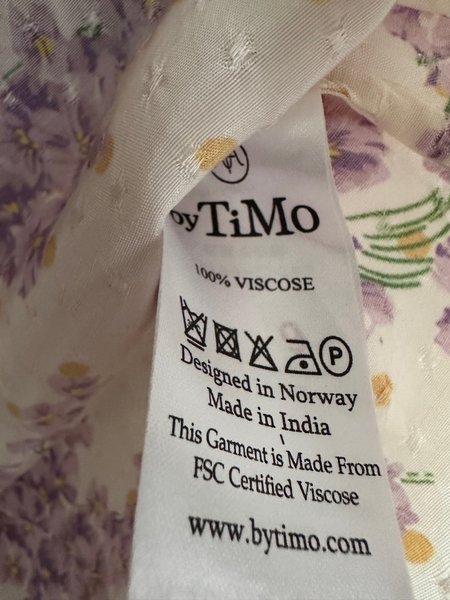 byTiMo
100% VISCOSE
P
Designed in Norway
Made in India
This Garment is Made From
FSC Certified Viscose
www.bytimo.com